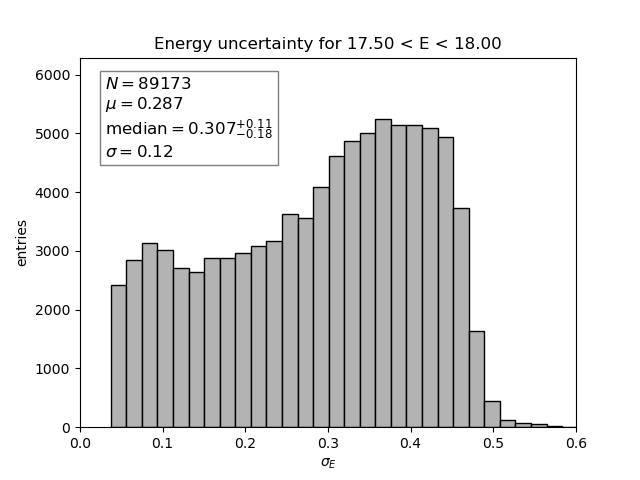 Energy uncertainty for 17.50 < E < 18.00
N = 89173
μ = 0.287
median = 0.307^{+0.11}_{-0.18}
σ = 0.12
entries
6000
5000
4000
3000
2000
1000
0
0.0 0.1 0.2 0.3 0.4 0.5 0.6
σ_E